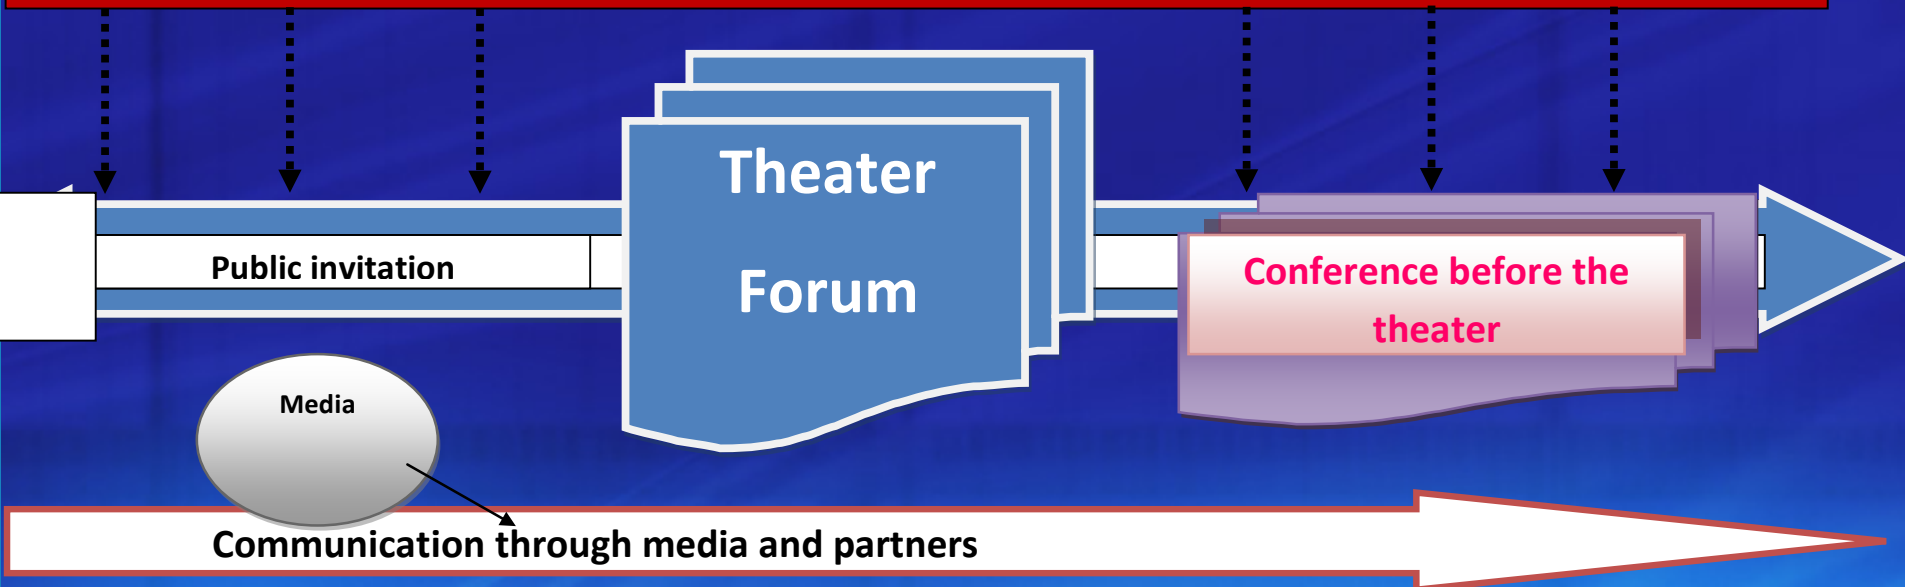 Theater
Forum
Public invitation
Conference before the
theater
Media
Communication through media and partners